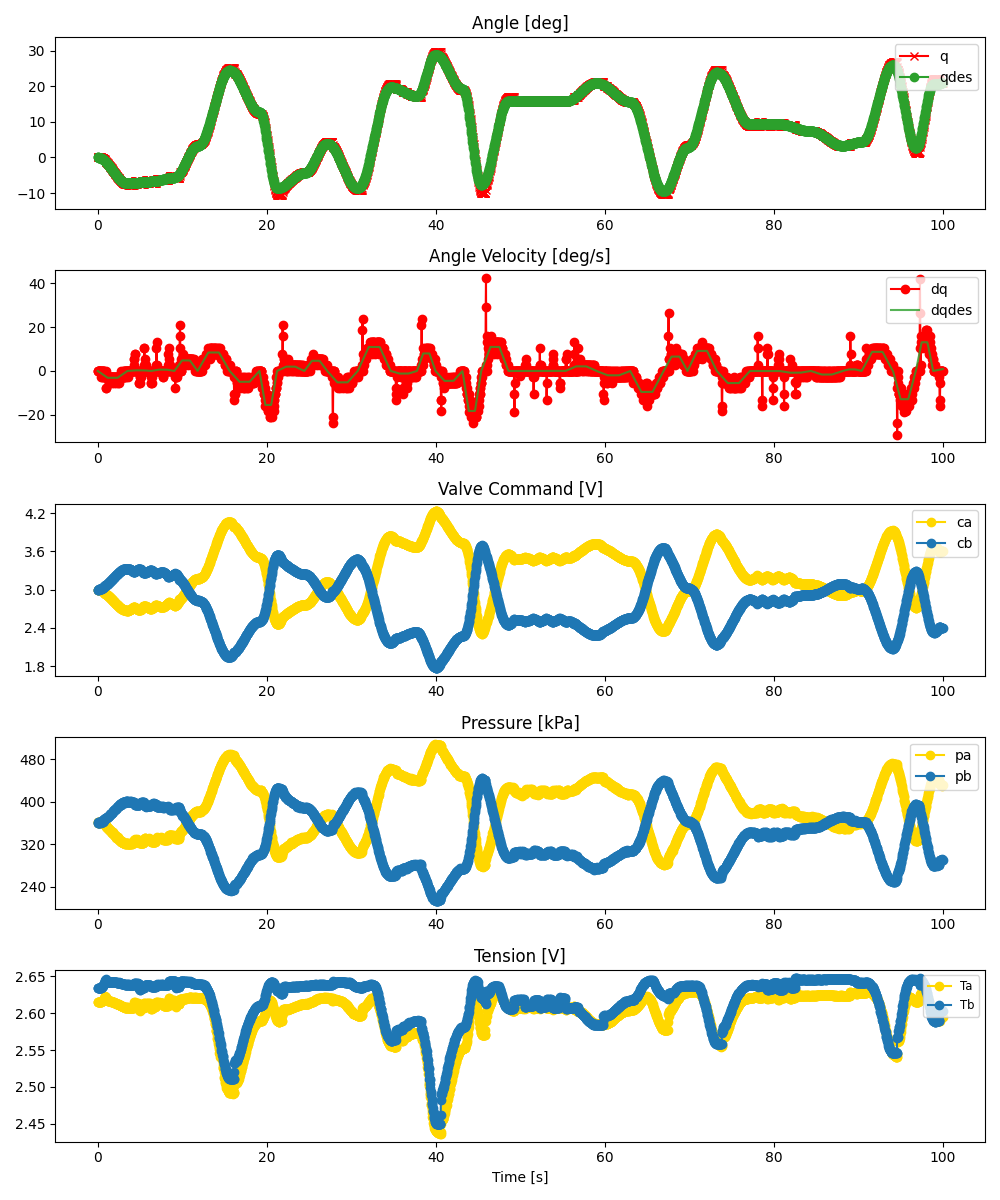 Angle [deg]
30
20
10
0
−10
q
qdes
0 20 40 60 80 100
Angle Velocity [deg/s]
40
20
0
−20
dq
dqdes
0 20 40 60 80 100
Valve Command [V]
4.2
3.6
3.0
2.4
1.8
ca
cb
0 20 40 60 80 100
Pressure [kPa]
480
400
320
240
pa
pb
0 20 40 60 80 100
Tension [V]
2.65
2.60
2.55
2.50
2.45
Ta
Tb
0 20 40 60 80 100
Time [s]